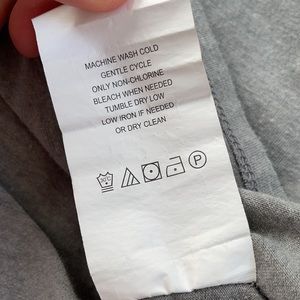 MACHINE WASH COLD
GENTLE CYCLE
ONLY NON-CHLORINE
BLEACH WHEN NEEDED
TUMBLE DRY LOW
LOW IRON IF NEEDED
OR DRY CLEAN
30°C P